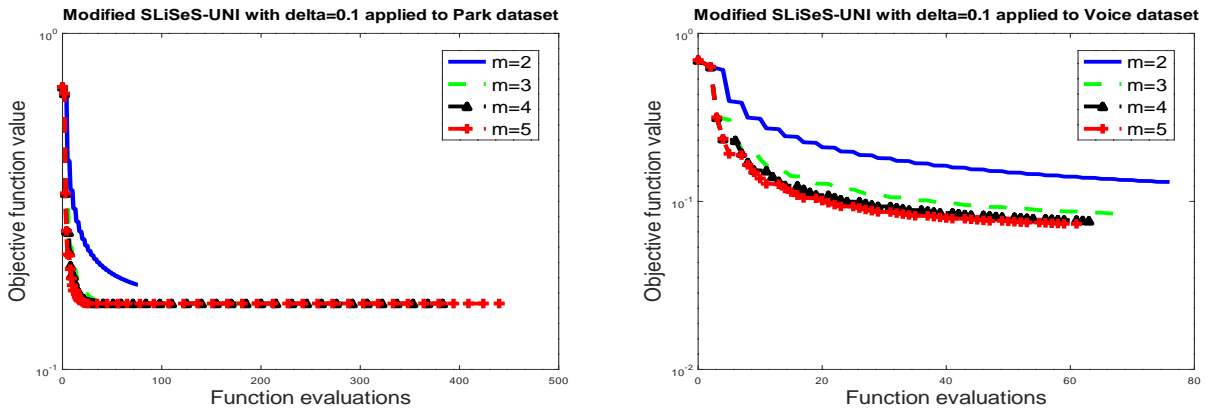 Modified SLiSeS-UNI with delta=0.1 applied to Park dataset
10^0
m=2
m=3
m=4
m=5
Objective function value
10^-1
0 100 200 300 400 500
Function evaluations
Modified SLiSeS-UNI with delta=0.1 applied to Voice dataset
10^0
m=2
m=3
m=4
m=5
Objective function value
10^-1
10^-2
0 20 40 60 80
Function evaluations